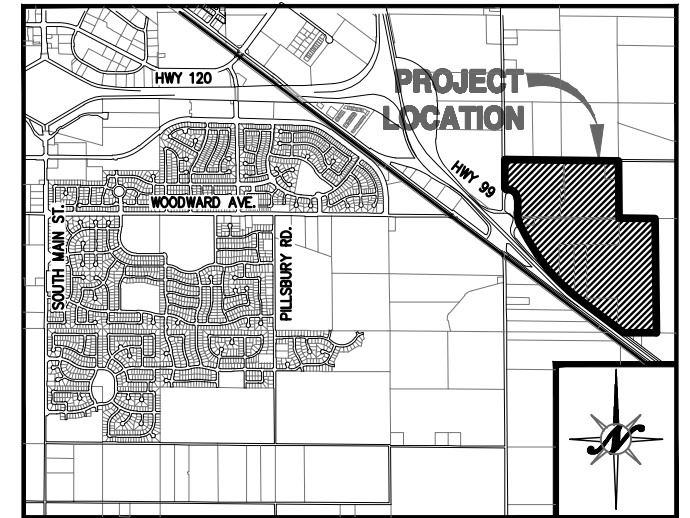 HWY 120
PROJECT
LOCATION
HWY 99
WOODWARD AVE.
SOUTH MAIN ST.
PILLSBURY RD.
N